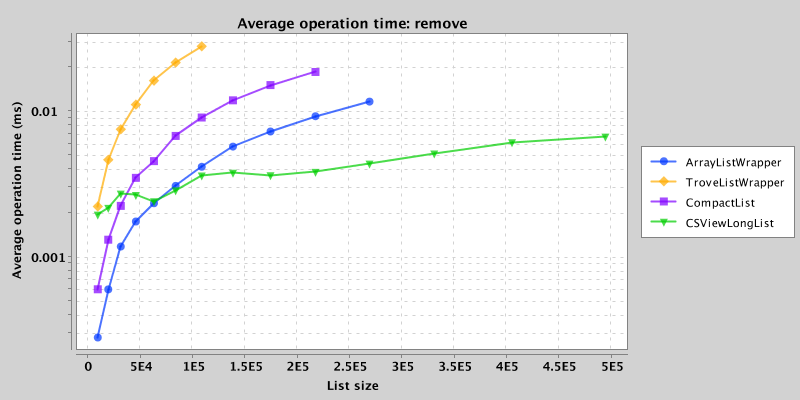 Average operation time: remove
Average operation time (ms)
0.01
0.001
0 5E4 1E5 1.5E5 2E5 2.5E5 3E5 3.5E5 4E5 4.5E5 5E5
List size
ArrayListWrapper
TroveListWrapper
CompactList
CSViewLongList